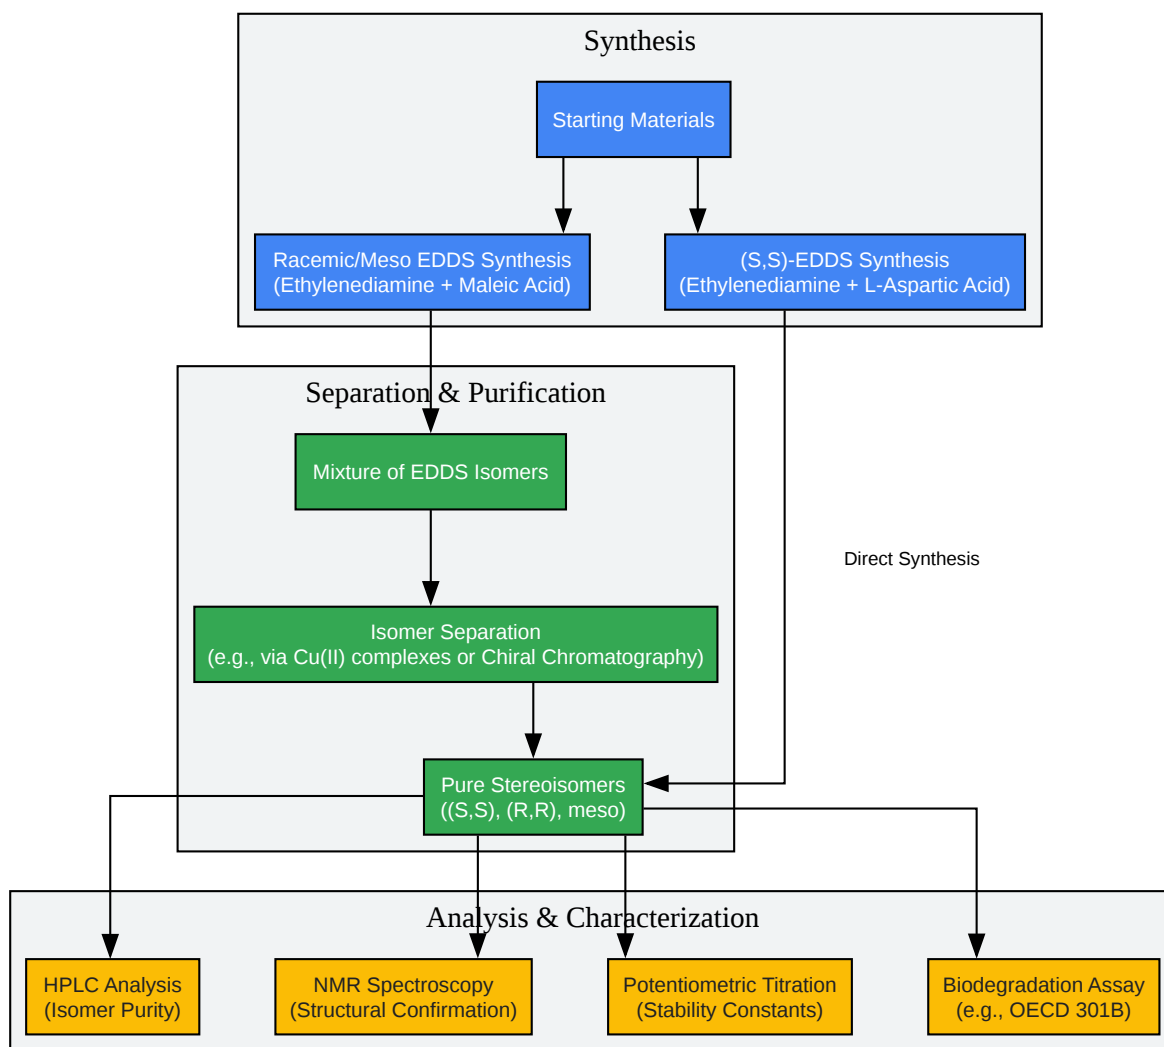 Synthesis
Starting Materials
Racemic/Meso EDDS Synthesis
(Ethylenediamine + Maleic Acid)
(S,S)-EDDS Synthesis
(Ethylenediamine + L-Aspartic Acid)
Separation & Purification
Mixture of EDDS Isomers
Direct Synthesis
Isomer Separation
(e.g., via Cu(II) complexes or Chiral Chromatography)
Pure Stereoisomers
((S,S), (R,R), meso)
Analysis & Characterization
HPLC Analysis
(Isomer Purity)
NMR Spectroscopy
(Structural Confirmation)
Potentiometric Titration
(Stability Constants)
Biodegradation Assay
(e.g., OECD 301B)